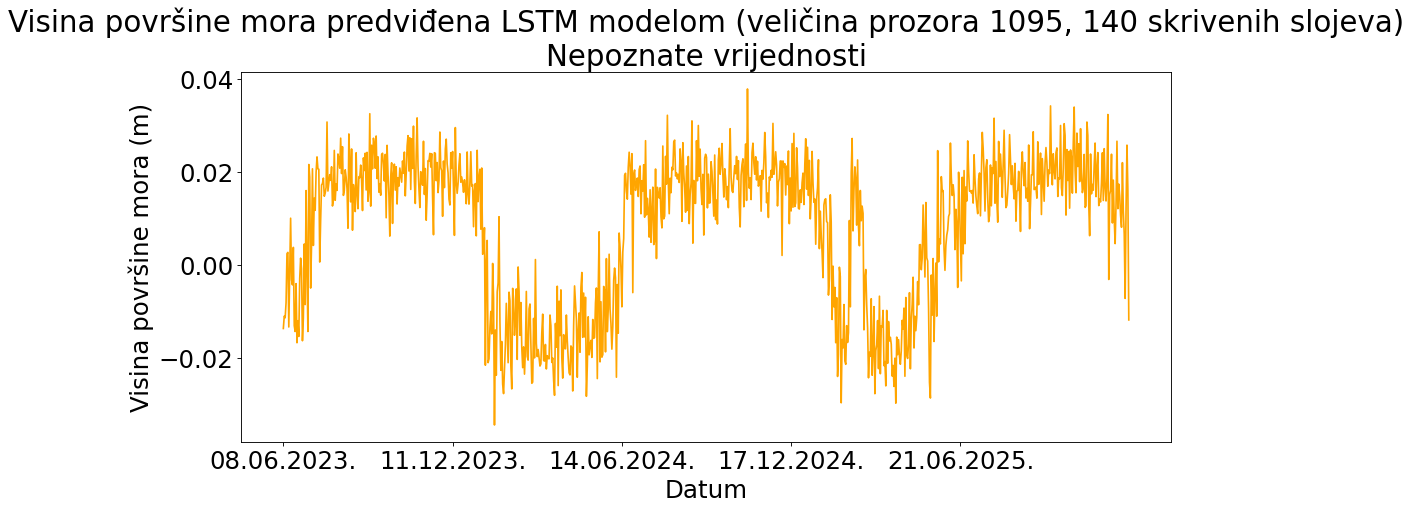 Visina površine mora predviđena LSTM modelom (veličina prozora 1095, 140 skrivenih slojeva)
Nepoznate vrijednosti
Visina površine mora (m)
0.04
0.02
0.00
−0.02
08.06.2023. 11.12.2023. 14.06.2024. 17.12.2024. 21.06.2025.
Datum